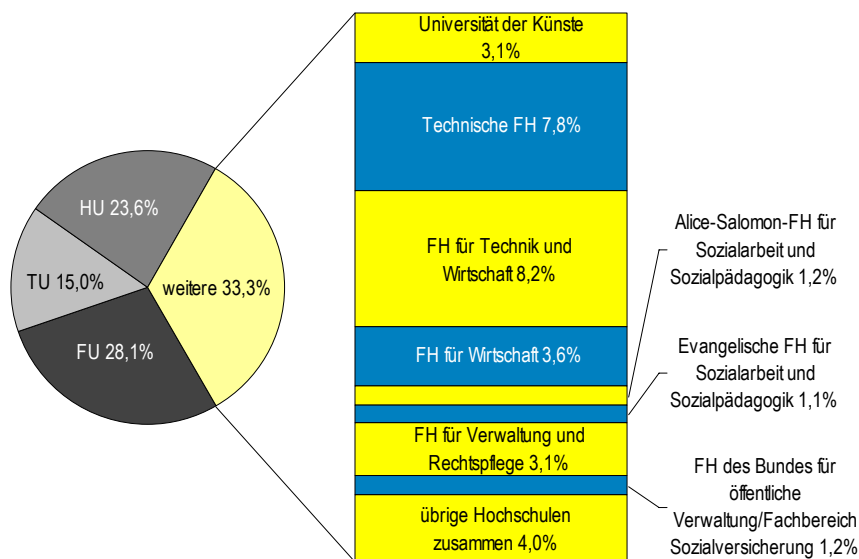 HU 23,6%
TU 15,0%
FU 28,1%
weitere 33,3%
Universität der Künste
3,1%
Technische FH 7,8%
FH für Technik und
Wirtschaft 8,2%
FH für Wirtschaft 3,6%
FH für Verwaltung und
Rechtspflege 3,1%
übrige Hochschulen
zusammen 4,0%
Alice-Salomon-FH für
Sozialarbeit und
Sozialpädagogik 1,2%
Evangelische FH für
Sozialarbeit und
Sozialpädagogik 1,1%
FH des Bundes für
öffentliche
Verwaltung/Fachbereich
Sozialversicherung 1,2%